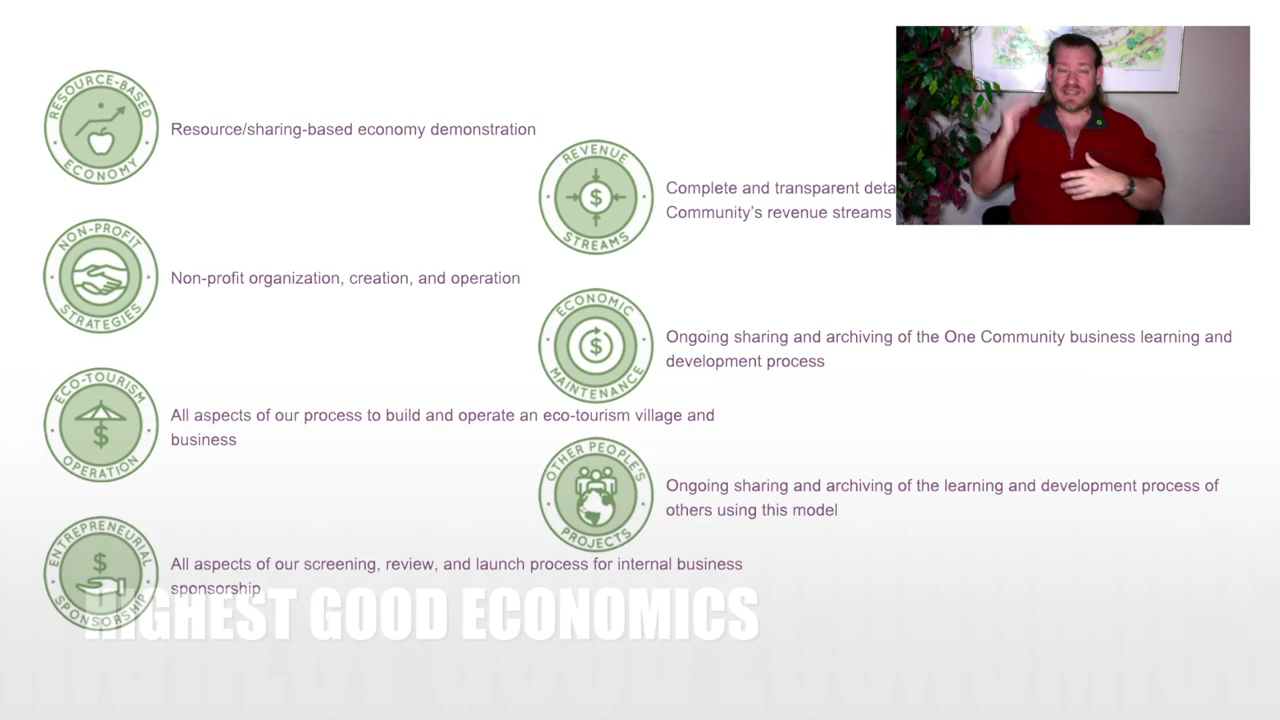 RESOURCE-BASED
ECONOMY
Resource/sharing-based economy demonstration
NON-PROFIT
STRATEGIES
Non-profit organization, creation, and operation
ECO-TOURISM
$
OPERATION
All aspects of our process to build and operate an eco-tourism village and
business
ENTREPRENEURIAL
$
SPONSORSHIP
All aspects of our screening, review, and launch process for internal business
sponsorship
REVENUE
$
STREAMS
Complete and transparent deta
Community's revenue streams
ECONOMIC
$
MAINTENANCE
Ongoing sharing and archiving of the One Community business learning and
development process
OTHER PEOPLE'S
PROJECTS
Ongoing sharing and archiving of the learning and development process of
others using this model
HIGHEST GOOD ECONOMICS